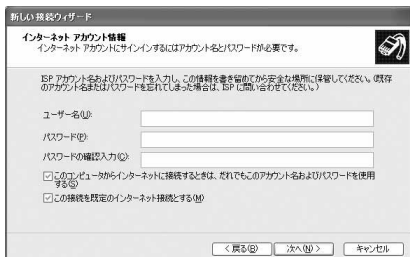 新しい接続ウィザード
インターネット アカウント情報
インターネット アカウントにサインインするにはアカウント名とパスワードが必要です。
ISP アカウント名およびパスワードを入力し、この情報を書き留めてから安全な場所に保管してください。(既存
のアカウント名またはパスワードを忘れてしまった場合は、ISP に問い合わせてください。)
ユーザー名(U):
パスワード(P):
パスワードの確認入力(C):
このコンピュータからインターネットに接続するときは、だれでもこのアカウント名およびパスワードを使用
する(S)
この接続を既定のインターネット接続とする(M)
< 戻る(B)
次へ(N) >
キャンセル